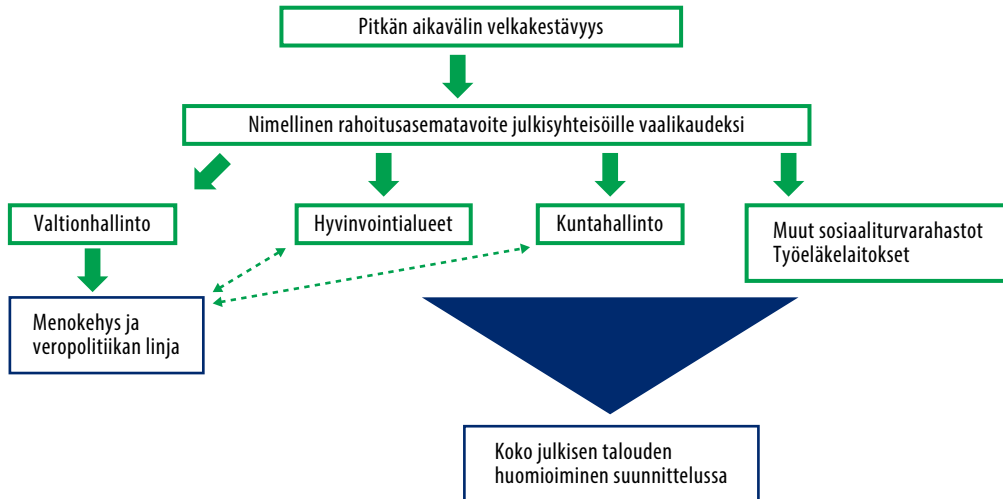 Pitkän aikavälin velkakestävyys
Nimellinen rahoitusasematavoite julkisyhteisöille vaalikaudeksi
Valtionhallinto
Hyvinvointialueet
Kuntahallinto
Muut sosiaaliturvarahastot
Työeläkelaitokset
Menokehys ja
veropolitiikan linja
Koko julkisen talouden
huomioiminen suunnittelussa